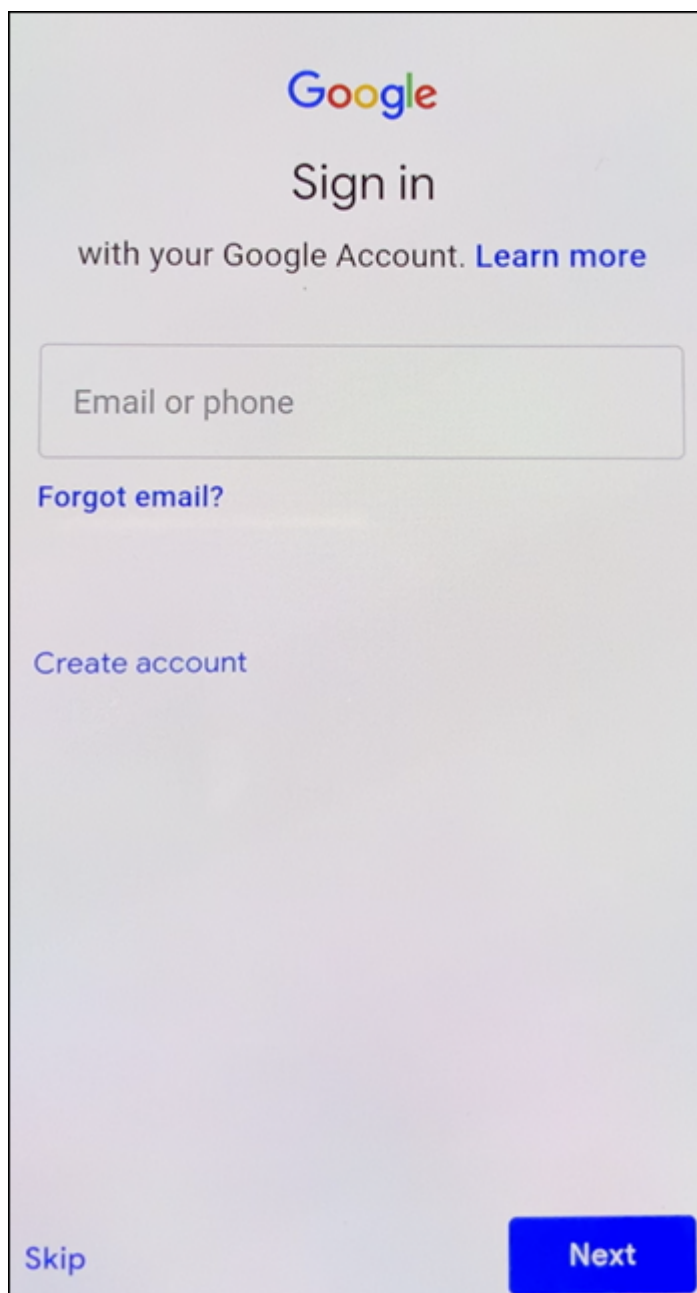 Google
Sign in
with your Google Account. Learn more
Email or phone
Forgot email?
Create account
Skip
Next